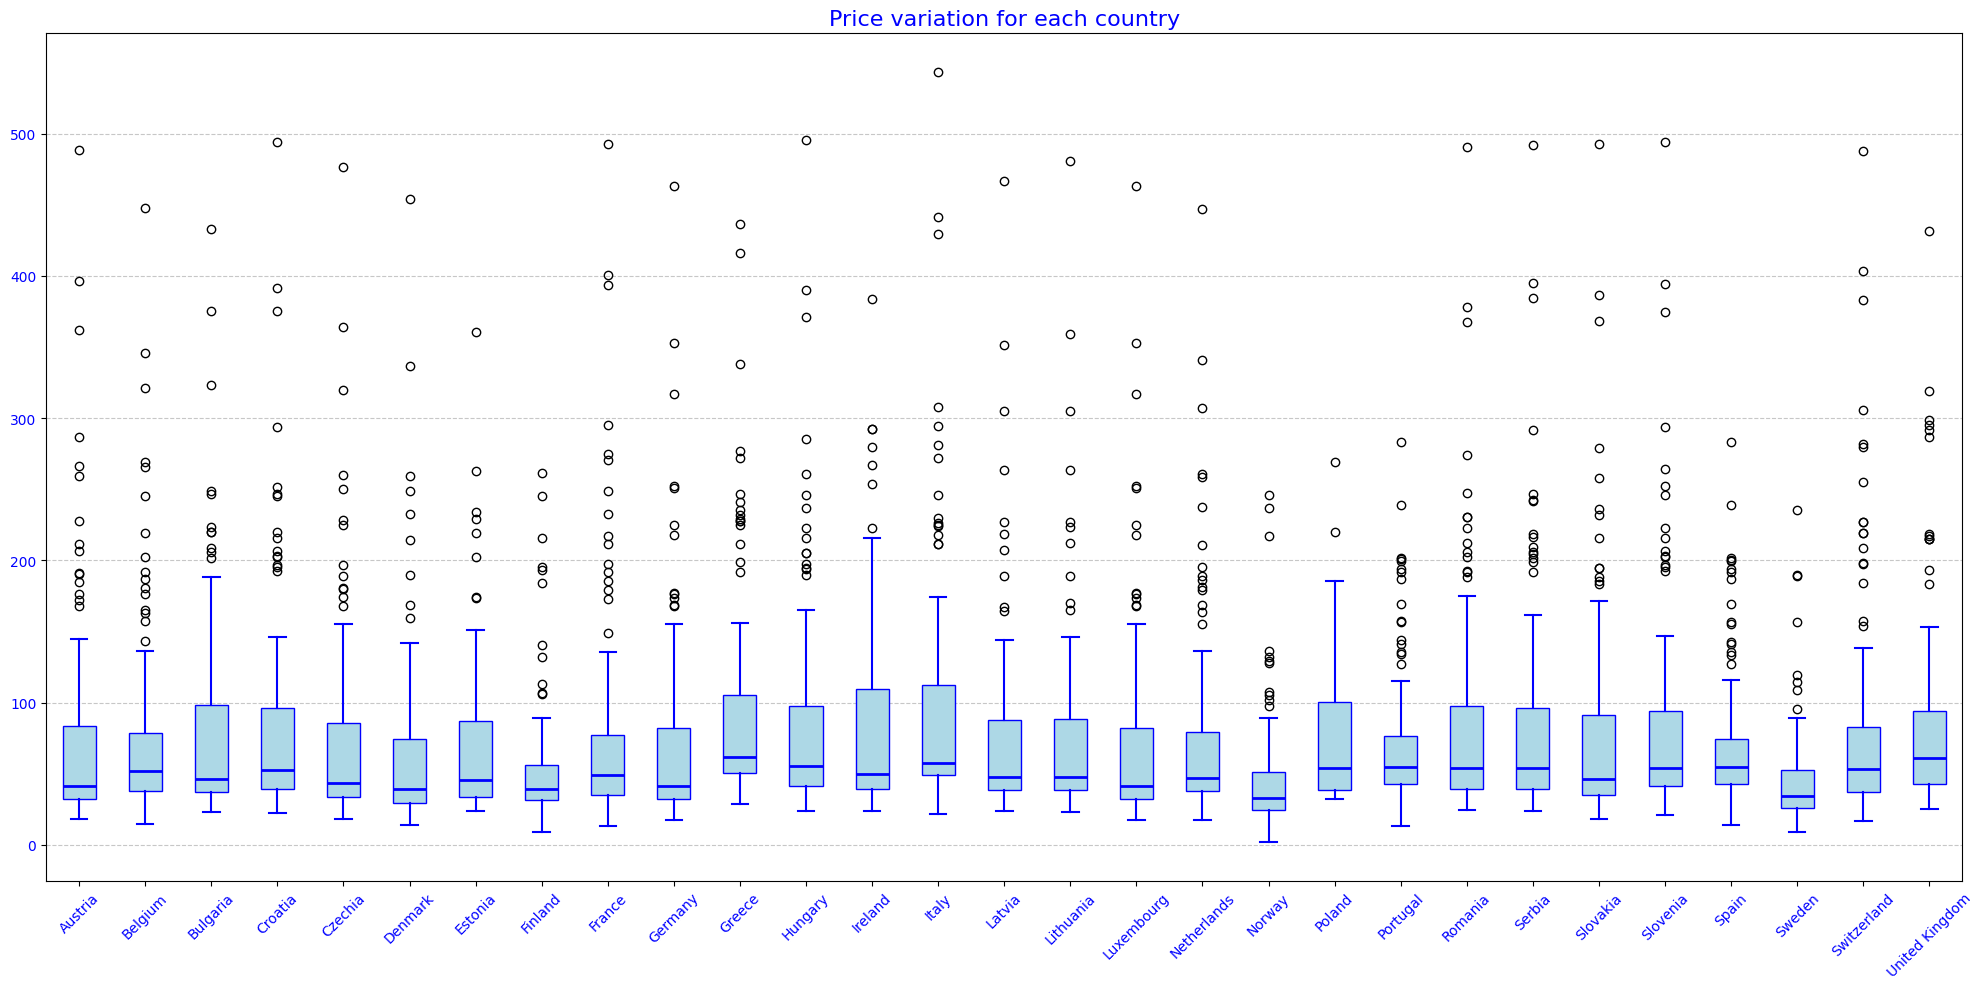 Price variation for each country
500
400
300
200
100
0
Austria
Belgium
Bulgaria
Croatia
Czechia
Denmark
Estonia
Finland
France
Germany
Greece
Hungary
Ireland
Italy
Latvia
Lithuania
Luxembourg
Netherlands
Norway
Poland
Portugal
Romania
Serbia
Slovakia
Slovenia
Spain
Sweden
Switzerland
United Kingdom